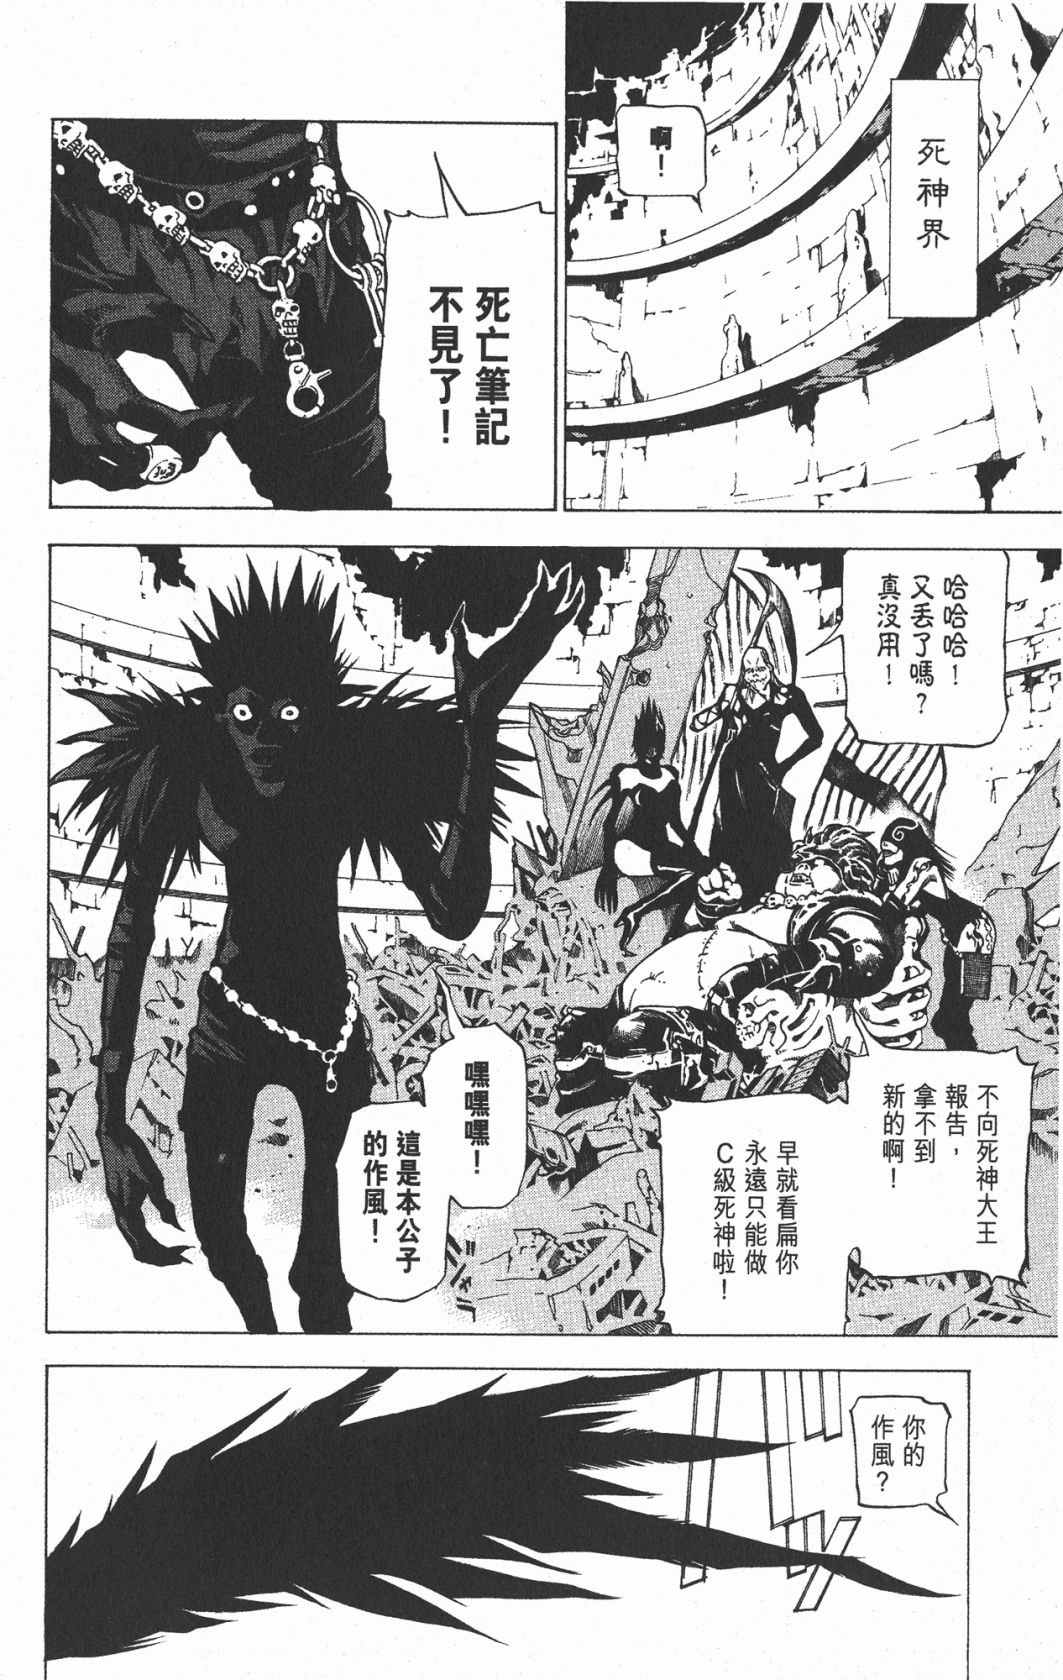 死神界
啊！
死亡筆記
不見了！
哈哈哈！
又丟了嗎？
真沒用！
不向死神大王
報告，
拿不到
新的啊！
早就看扁你
永遠只能做
C級死神啦！
嘿嘿嘿！
這是本公子
的作風！
你的
作風？